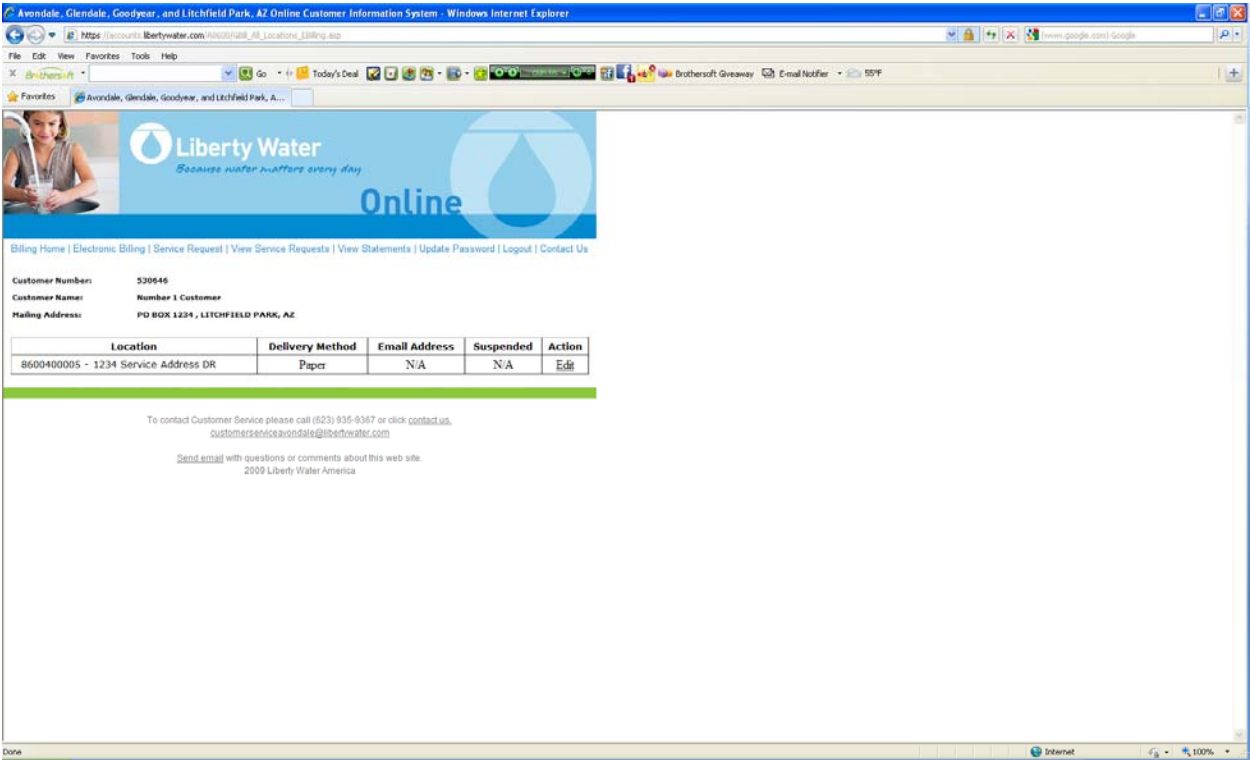 Avondale, Glendale, Goodyear, and Litchfield Park, AZ Online Customer Information System - Windows Internet Explorer
File Edit View Favorites Tools Help
Go Today's Deal Brothersoft Giveaway E-mail Notifier 55°F
Favorites Avondale, Glendale, Goodyear, and Litchfield Park, A...
Liberty Water
Because water matters every day
Online
Billing Home | Electronic Billing | Service Request | View Service Requests | View Statements | Update Password | Logout | Contact Us
Customer Number: 530646
Customer Name: Number 1 Customer
Mailing Address: PO BOX 1234 , LITCHFIELD PARK, AZ
Location Delivery Method Email Address Suspended Action
8600400005 - 1234 Service Address DR Paper N/A N/A Edit
To contact Customer Service please call (623) 935-9367 or click contact us.
customerserviceavondale@libertywater.com
Send email with questions or comments about this web site.
2009 Liberty Water America
Done Internet 100%